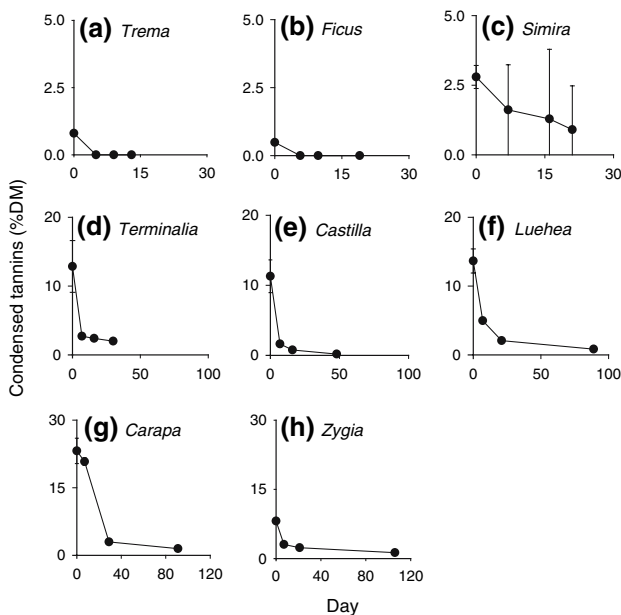 (a) Trema
(b) Ficus
(c) Simira
5.0
2.5
0.0
0 15 30
5.0
2.5
0.0
0 15 30
5.0
2.5
0.0
0 15 30
Condensed tannins (%DM)
(d) Terminalia
(e) Castilla
(f) Luehea
20
10
0
0 50 100
20
10
0
0 50 100
20
10
0
0 50 100
(g) Carapa
(h) Zygia
30
15
0
0 40 80 120
30
15
0
0 40 80 120
Day